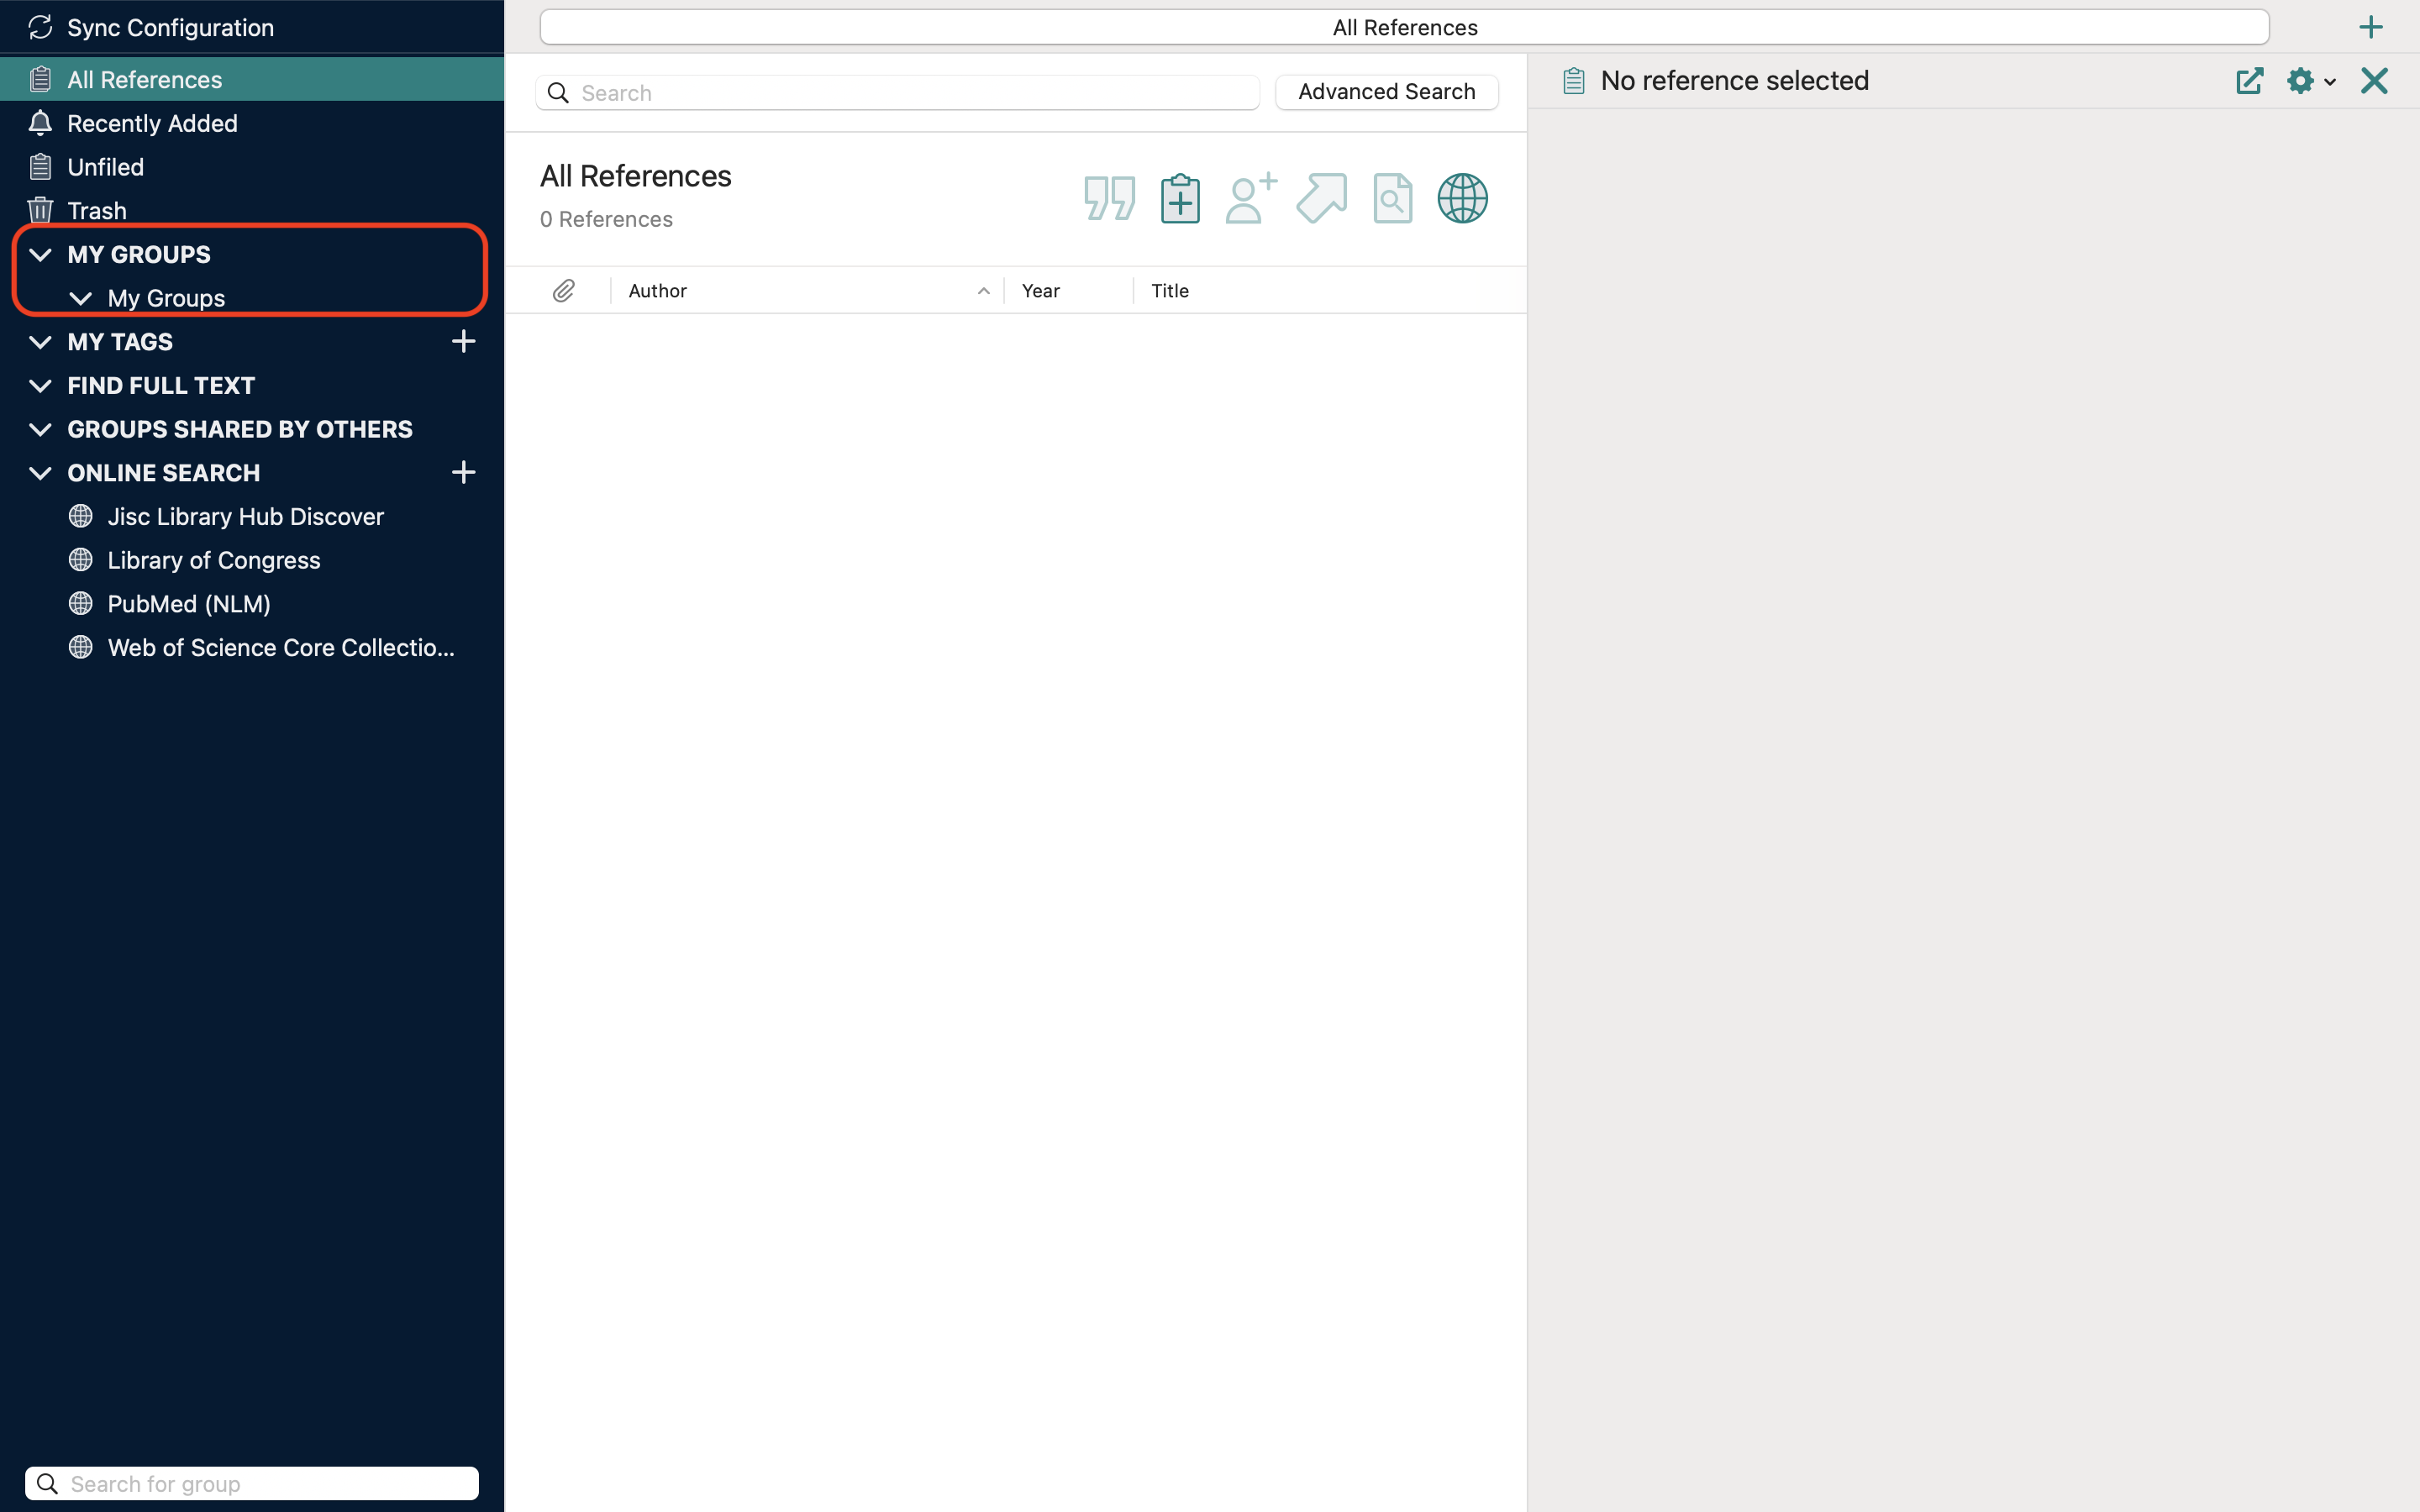 Sync Configuration
All References
Recently Added
Unfiled
Trash
MY GROUPS
My Groups
MY TAGS
FIND FULL TEXT
GROUPS SHARED BY OTHERS
ONLINE SEARCH
Jisc Library Hub Discover
Library of Congress
PubMed (NLM)
Web of Science Core Collectio...
Search for group
All References
Search
Advanced Search
All References
0 References
Author
Year
Title
No reference selected